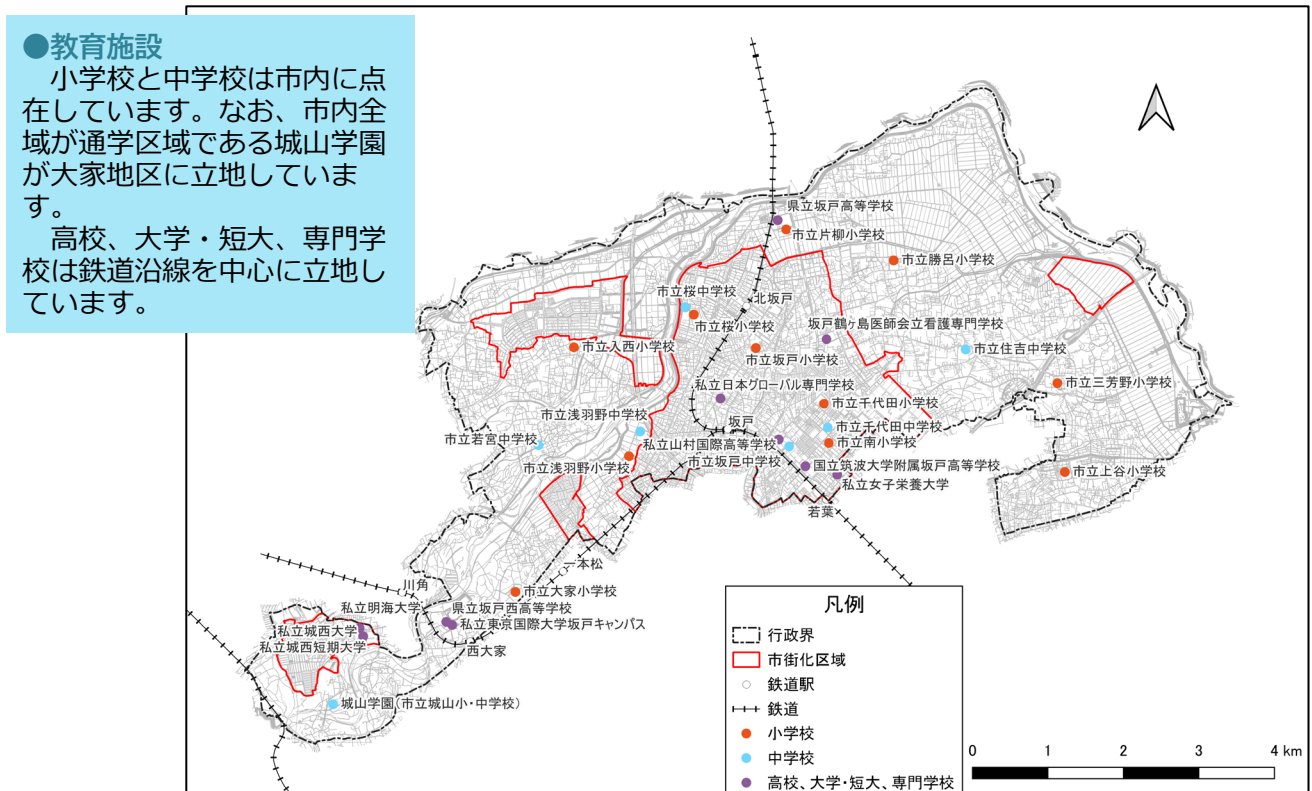 ●教育施設
小学校と中学校は市内に点
在しています。なお、市内全
域が通学区域である城山学園
が大家地区に立地していま
す。
高校、大学・短大、専門学
校は鉄道沿線を中心に立地し
ています。
県立坂戸高等学校
市立片柳小学校
市立勝呂小学校
市立桜中学校
北坂戸
市立桜小学校
坂戸鶴ヶ島医師会立看護専門学校
市立入西小学校
市立坂戸小学校
市立住吉中学校
私立日本グローバル専門学校
市立三芳野小学校
市立千代田小学校
市立浅羽野中学校
坂戸
市立千代田中学校
市立若宮中学校
私立山村国際高等学校
市立南小学校
市立浅羽野小学校
市立坂戸中学校
国立筑波大学附属坂戸高等学校
市立上谷小学校
私立女子栄養大学
若葉
一本松
川角
市立大家小学校
私立明海大学
県立坂戸西高等学校
私立城西大学
私立東京国際大学坂戸キャンパス
私立城西短期大学
西大家
城山学園(市立城山小・中学校)
凡例
行政界
市街化区域
鉄道駅
鉄道
小学校
中学校
高校、大学・短大、専門学校
0 1 2 3 4 km